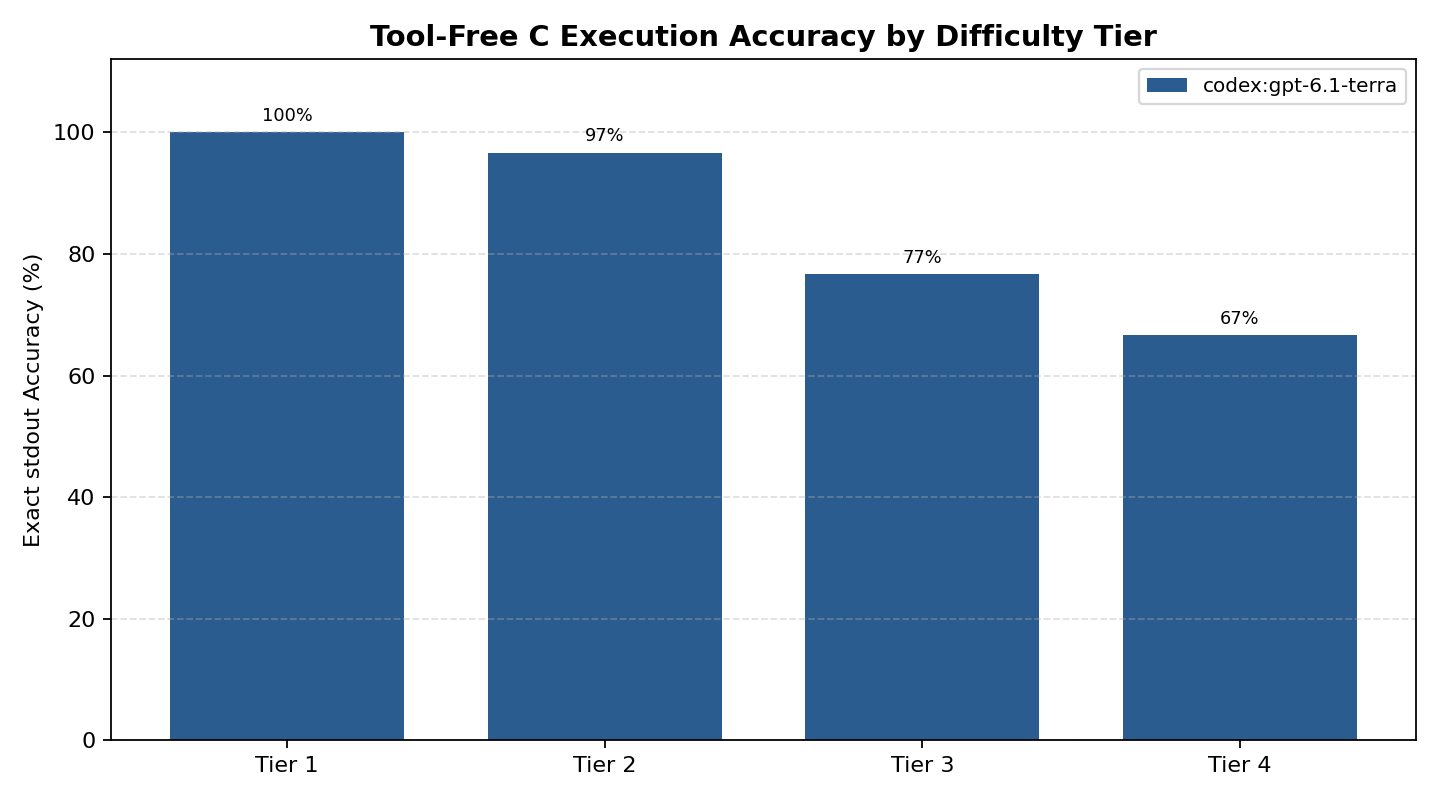 Tool-Free C Execution Accuracy by Difficulty Tier
codex:gpt-6.1-terra
Exact stdout Accuracy (%)
100
80
60
40
20
0
100%
97%
77%
67%
Tier 1
Tier 2
Tier 3
Tier 4